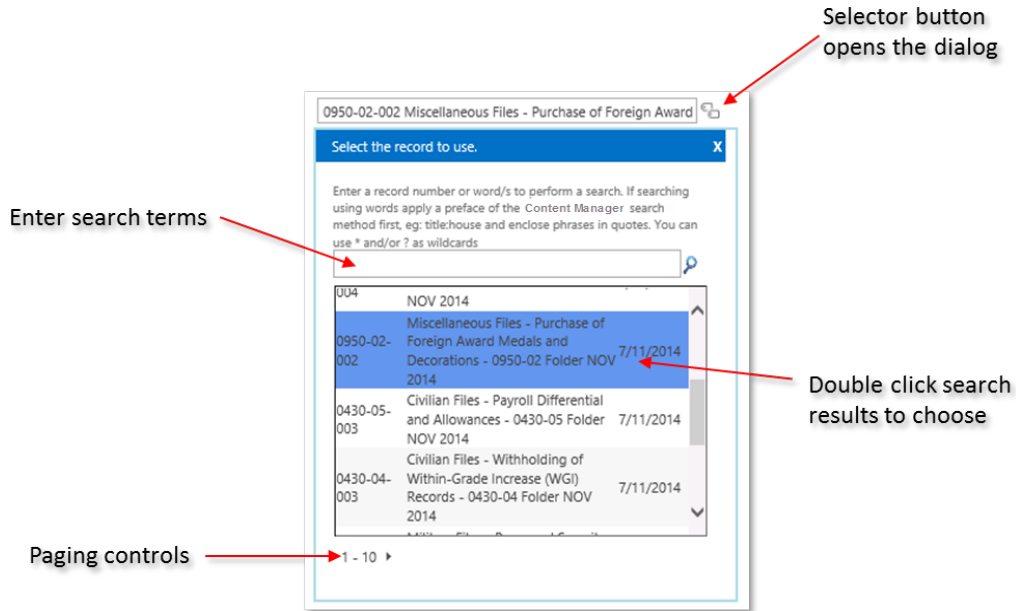 Selector button
opens the dialog
0950-02-002 Miscellaneous Files - Purchase of Foreign Award
Select the record to use.
X
Enter a record number or word/s to perform a search. If searching
using words apply a preface of the Content Manager search
method first, eg: title:house and enclose phrases in quotes. You can
use * and/or ? as wildcards
Enter search terms
004
NOV 2014
0950-02-
002
Miscellaneous Files - Purchase of
Foreign Award Medals and
Decorations - 0950-02 Folder NOV
2014
7/11/2014
Double click search
results to choose
0430-05-
003
Civilian Files - Payroll Differential
and Allowances - 0430-05 Folder
NOV 2014
7/11/2014
0430-04-
003
Civilian Files - Withholding of
Within-Grade Increase (WGI)
Records - 0430-04 Folder NOV
2014
7/11/2014
Paging controls
1 - 10